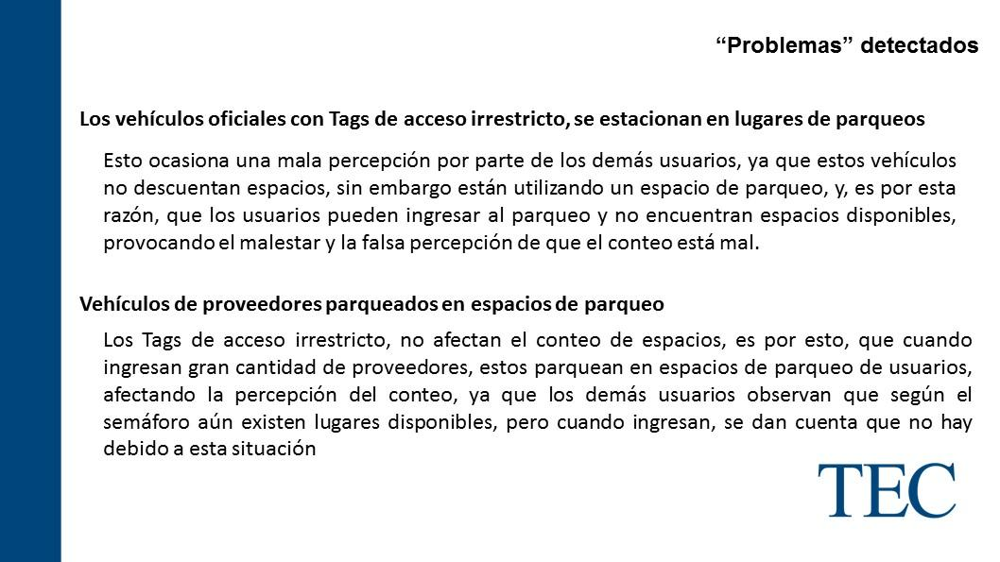 “Problemas” detectados
Los vehículos oficiales con Tags de acceso irrestricto, se estacionan en lugares de parqueos
Esto ocasiona una mala percepción por parte de los demás usuarios, ya que estos vehículos
no descuentan espacios, sin embargo están utilizando un espacio de parqueo, y, es por esta
razón, que los usuarios pueden ingresar al parqueo y no encuentran espacios disponibles,
provocando el malestar y la falsa percepción de que el conteo está mal.
Vehículos de proveedores parqueados en espacios de parqueo
Los Tags de acceso irrestricto, no afectan el conteo de espacios, es por esto, que cuando
ingresan gran cantidad de proveedores, estos parquean en espacios de parqueo de usuarios,
afectando la percepción del conteo, ya que los demás usuarios observan que según el
semáforo aún existen lugares disponibles, pero cuando ingresan, se dan cuenta que no hay
debido a esta situación
TEC